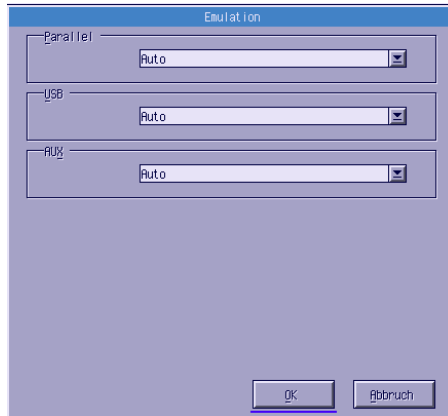 Emulation
Parallel
Auto
USB
Auto
AUX
Auto
OK
Abbruch